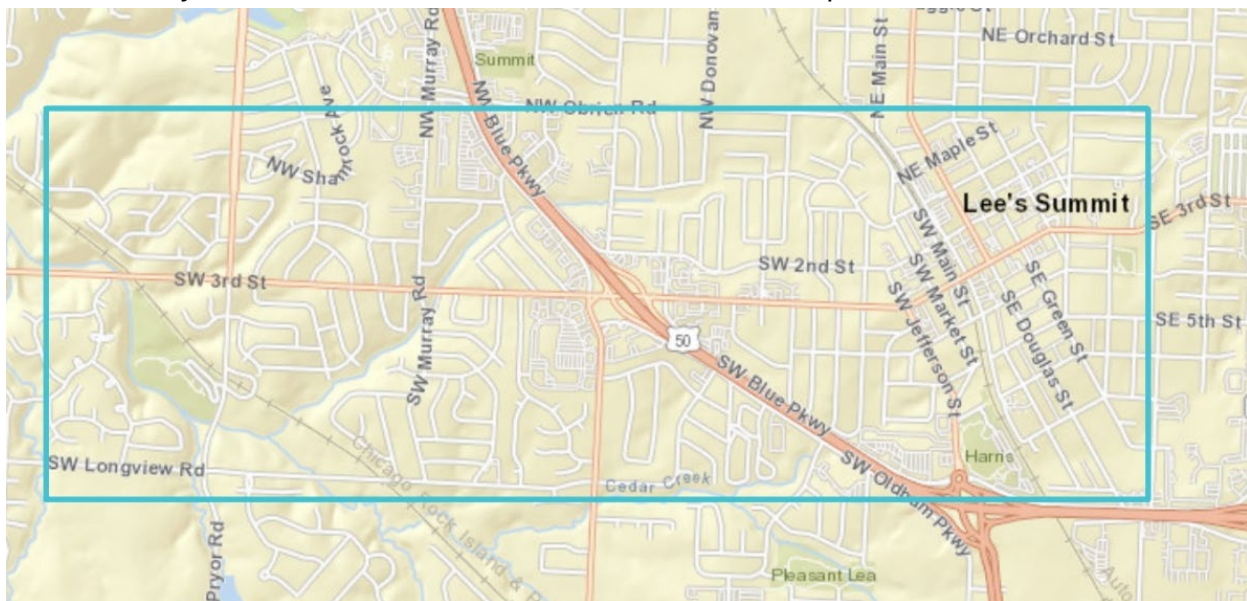 NE Orchard St
NE Main St
NW Murray Rd
Summit
NW Donovan
NW Obrien Rd
NW Blue Pkwy
NE Maple St
NW Shamrock Ave
Lee's Summit
SE 3rd St
SW 2nd St
SW Main St
SW 3rd St
SW Market St
SE Green St
SW Murray Rd
SW Jefferson St
SE Douglas St
SE 5th St
50
SW Blue Pkwy
Harris
SW Longview Rd
Chicago Rock Island & P
Cedar Creek
SW Oldham Pkwy
Pryor Rd
Pleasant Lea
Auto